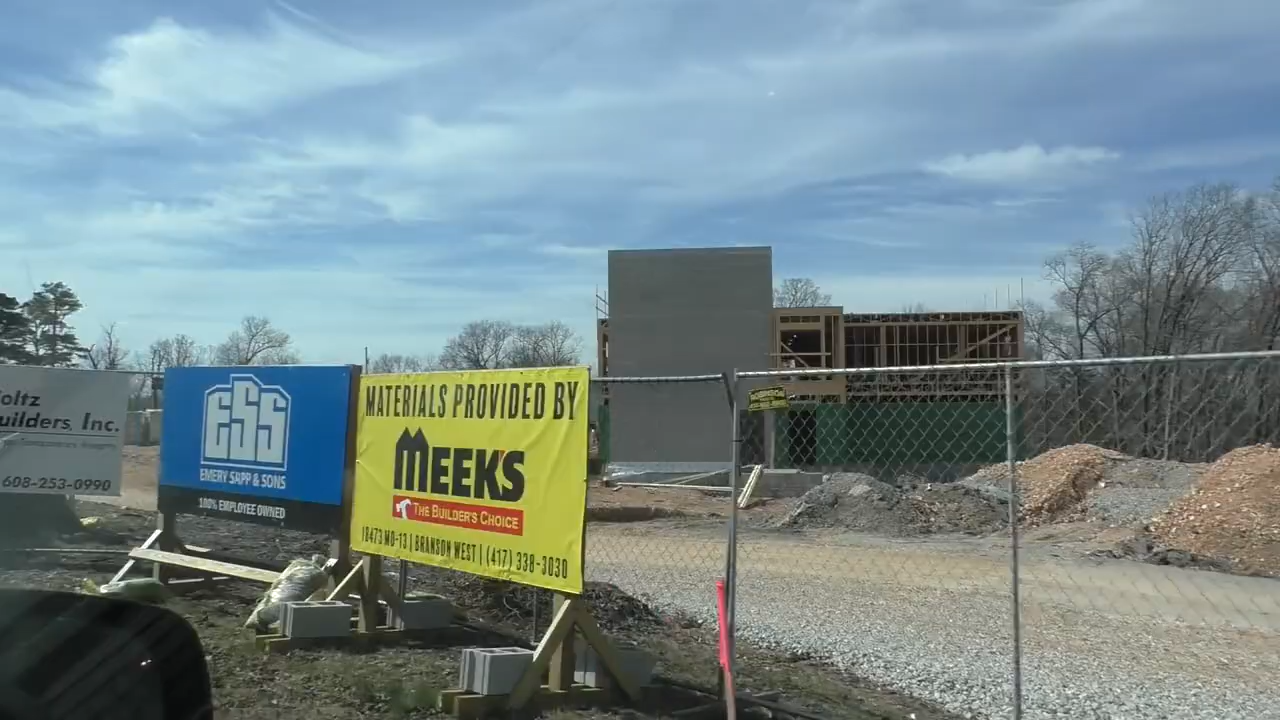 oltz
uilders, Inc.
608-253-0990
ESS
EMERY SAPP & SONS
100% EMPLOYEE OWNED
MATERIALS PROVIDED BY
MEEK'S
THE BUILDER'S CHOICE
18473 MO-13 | BRANSON WEST | (417) 338-3030